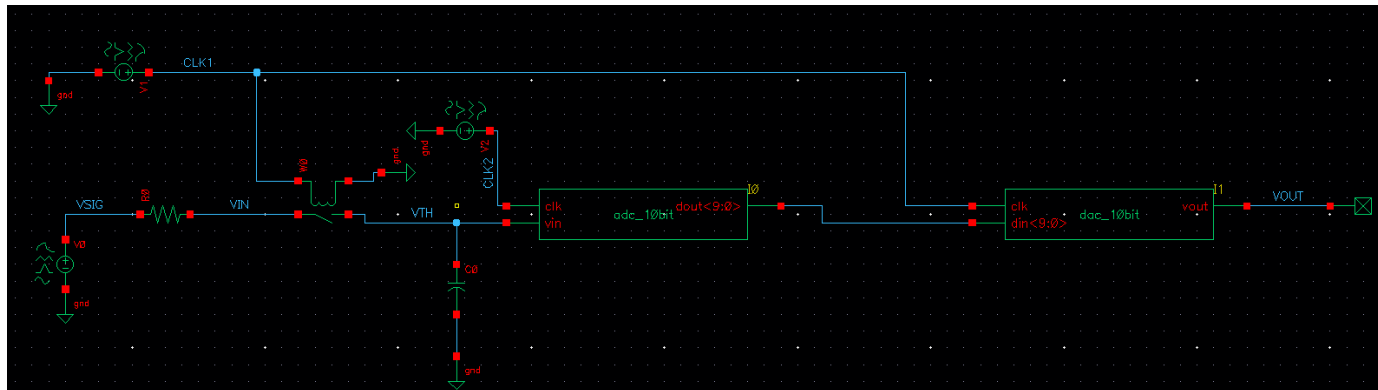 CLK1
V1
gnd
W0
gnd
V2
gnd
CLK2
VSIG
R0
VIN
VTH
clk
vin
adc_10bit
dout<9:0>
I0
clk
din<9:0>
dac_10bit
vout
I1
VOUT
V0
gnd
C0
gnd